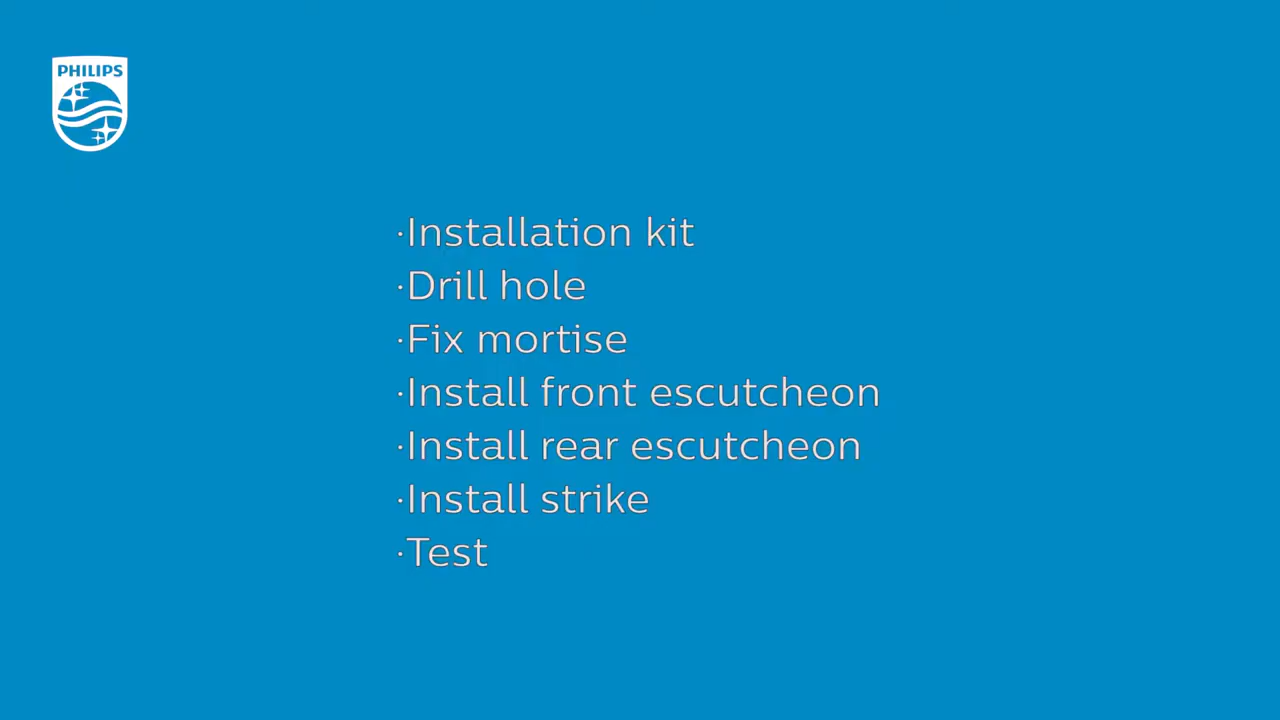 PHILIPS
·Installation kit
·Drill hole
·Fix mortise
·Install front escutcheon
·Install rear escutcheon
·Install strike
·Test